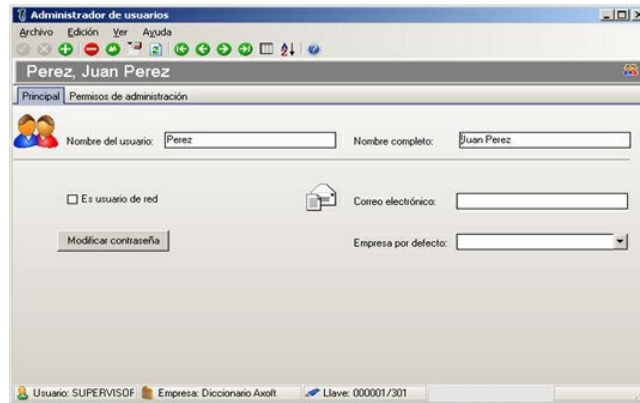 Administrador de usuarios
Archivo Edición Ver Ayuda
Perez, Juan Perez
Principal Permisos de administración
Nombre del usuario: Perez Nombre completo: Juan Perez
Es usuario de red Correo electrónico:
Modificar contraseña Empresa por defecto:
Usuario: SUPERVISOR Empresa: Diccionario Axoft Llave: 000001/301